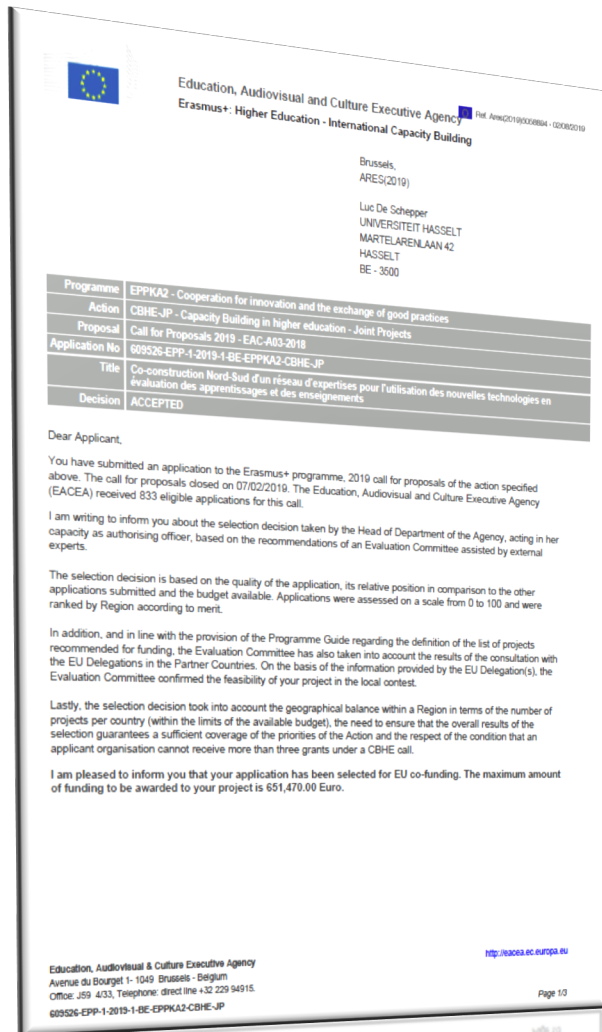 Education, Audiovisual and Culture Executive Agency
Erasmus+: Higher Education - International Capacity Building
Ref. Ares(2019)5058894 - 02/08/2019
Brussels,
ARES(2019)
Luc De Schepper
UNIVERSITEIT HASSELT
MARTELARENLAAN 42
HASSELT
BE - 3500
Programme EPPKA2 - Cooperation for innovation and the exchange of good practices
Action CBHE-JP - Capacity Building in higher education - Joint Projects
Proposal Call for Proposals 2019 - EAC-A03-2018
Application No 609526-EPP-1-2019-1-BE-EPPKA2-CBHE-JP
Title Co-construction Nord-Sud d'un réseau d'expertises pour l'utilisation des nouvelles technologies en
évaluation des apprentissages et des enseignements
Decision ACCEPTED
Dear Applicant,
You have submitted an application to the Erasmus+ programme, 2019 call for proposals of the action specified
above. The call for proposals closed on 07/02/2019. The Education, Audiovisual and Culture Executive Agency
(EACEA) received 833 eligible applications for this call.
I am writing to inform you about the selection decision taken by the Head of Department of the Agency, acting in her
capacity as authorising officer, based on the recommendations of an Evaluation Committee assisted by external
experts.
The selection decision is based on the quality of the application, its relative position in comparison to the other
applications submitted and the budget available. Applications were assessed on a scale from 0 to 100 and were
ranked by Region according to merit.
In addition, and in line with the provision of the Programme Guide regarding the definition of the list of projects
recommended for funding, the Evaluation Committee has also taken into account the results of the consultation with
the EU Delegations in the Partner Countries. On the basis of the information provided by the EU Delegation(s), the
Evaluation Committee confirmed the feasibility of your project in the local contest.
Lastly, the selection decision took into account the geographical balance within a Region in terms of the number of
projects per country (within the limits of the available budget), the need to ensure that the overall results of the
selection guarantees a sufficient coverage of the priorities of the Action and the respect of the condition that an
applicant organisation cannot receive more than three grants under a CBHE call.
I am pleased to inform you that your application has been selected for EU co-funding. The maximum amount
of funding to be awarded to your project is 651,470.00 Euro.
Education, Audiovisual & Culture Executive Agency
Avenue du Bourget 1- 1049 Brussels - Belgium
Office: J59 4/33, Telephone: direct line +32 229 94915.
609526-EPP-1-2019-1-BE-EPPKA2-CBHE-JP
http://eacea.ec.europa.eu
Page 1/3